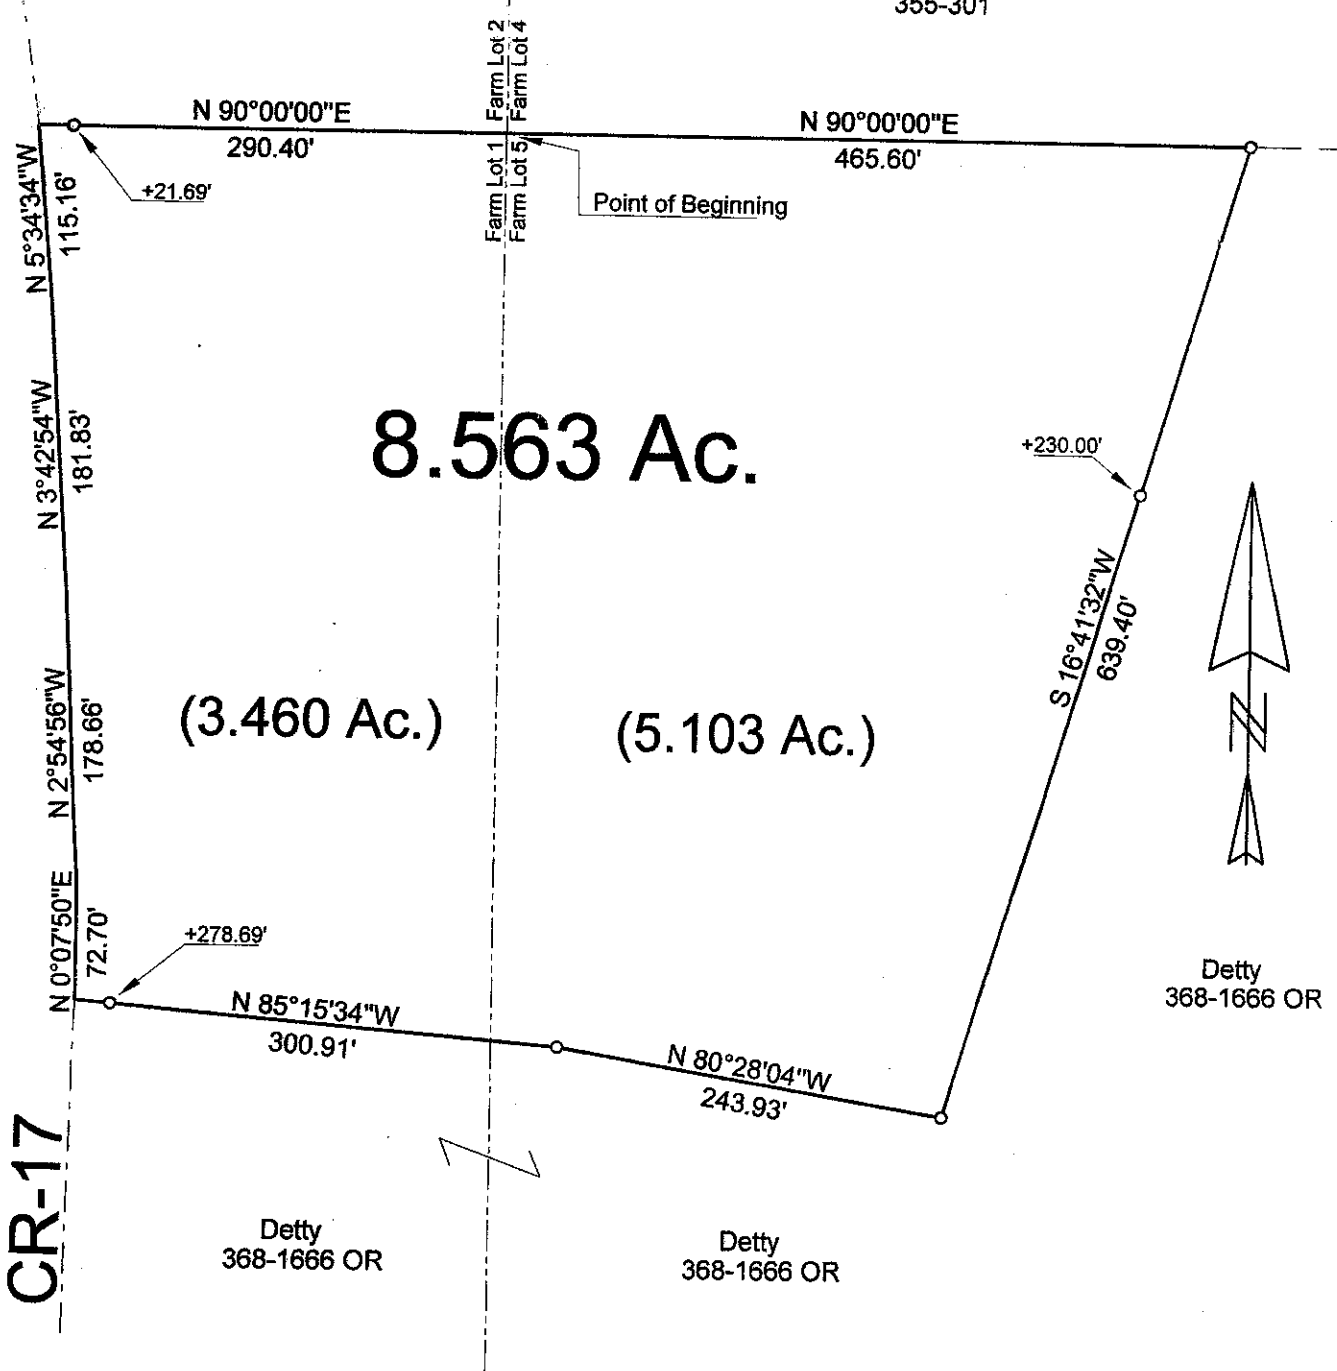 355-301
Farm Lot 2
Farm Lot 4
N 90°00'00"E
290.40'
N 90°00'00"E
465.60'
+21.69'
Farm Lot 1
Farm Lot 5
Point of Beginning
N 5°34'34"W
115.16'
N 3°42'54"W
181.83'
8.563 Ac.
+230.00'
S 16°41'32"W
639.40'
N
N 2°54'56"W
178.66'
(3.460 Ac.)
(5.103 Ac.)
N 0°07'50"E
72.70'
+278.69'
N 85°15'34"W
300.91'
N 80°28'04"W
243.93'
Detty
368-1666 OR
CR-17
Detty
368-1666 OR
Detty
368-1666 OR